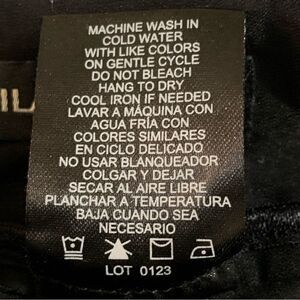 MACHINE WASH IN
COLD WATER
WITH LIKE COLORS
ON GENTLE CYCLE
DO NOT BLEACH
HANG TO DRY
COOL IRON IF NEEDED
LAVAR A MÁQUINA CON
AGUA FRÍA CON
COLORES SIMILARES
EN CICLO DELICADO
NO USAR BLANQUEADOR
COLGAR Y DEJAR
SECAR AL AIRE LIBRE
PLANCHAR A TEMPERATURA
BAJA CUANDO SEA
NECESARIO
LOT 0123